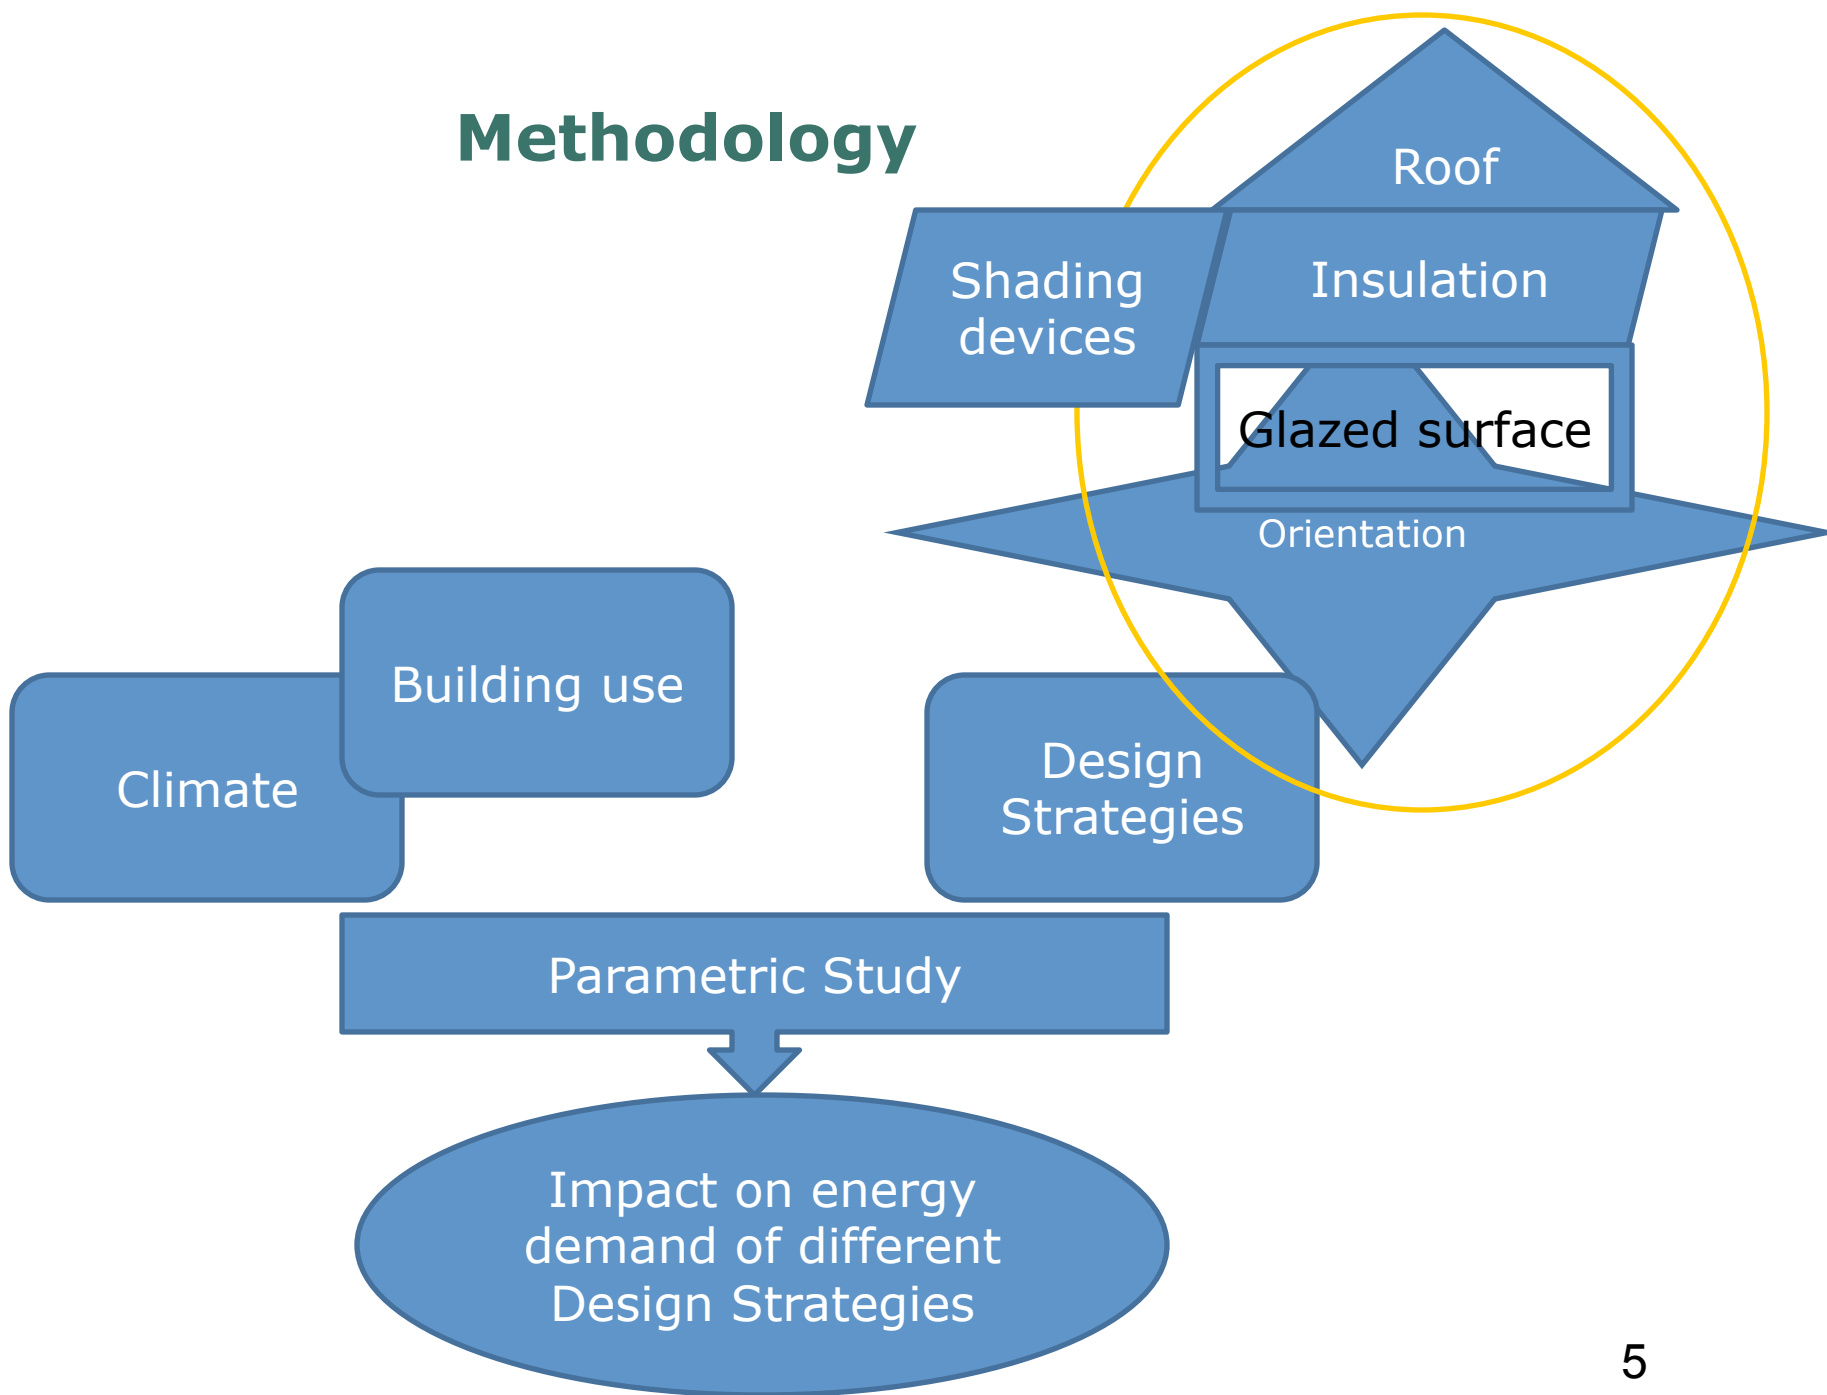 Methodology
Roof
Shading
devices
Insulation
Glazed surface
Orientation
Building use
Climate
Design
Strategies
Parametric Study
Impact on energy
demand of different
Design Strategies
5